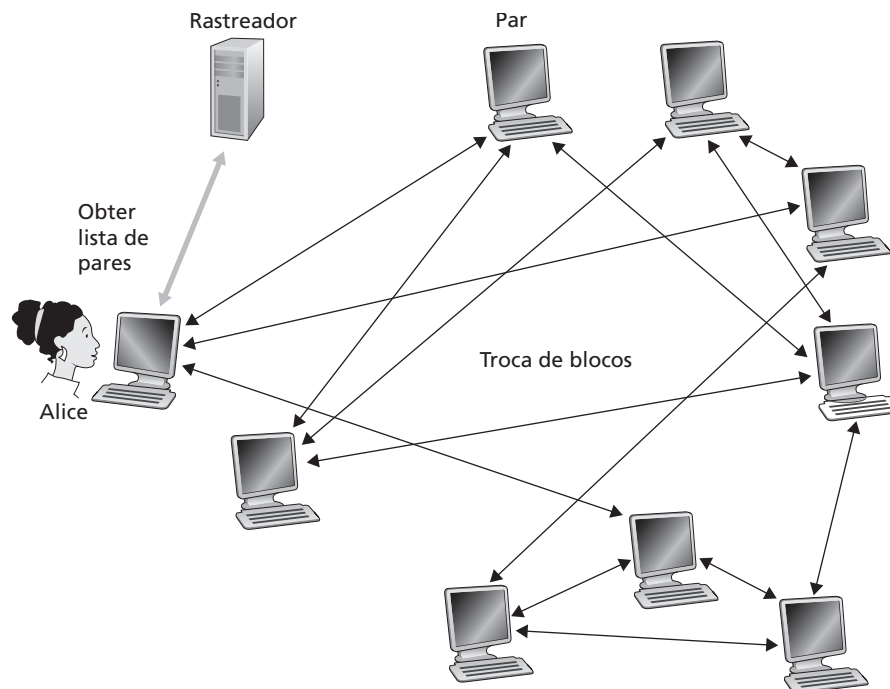 Rastreador
Par
Obter
lista de
pares
Troca de blocos
Alice